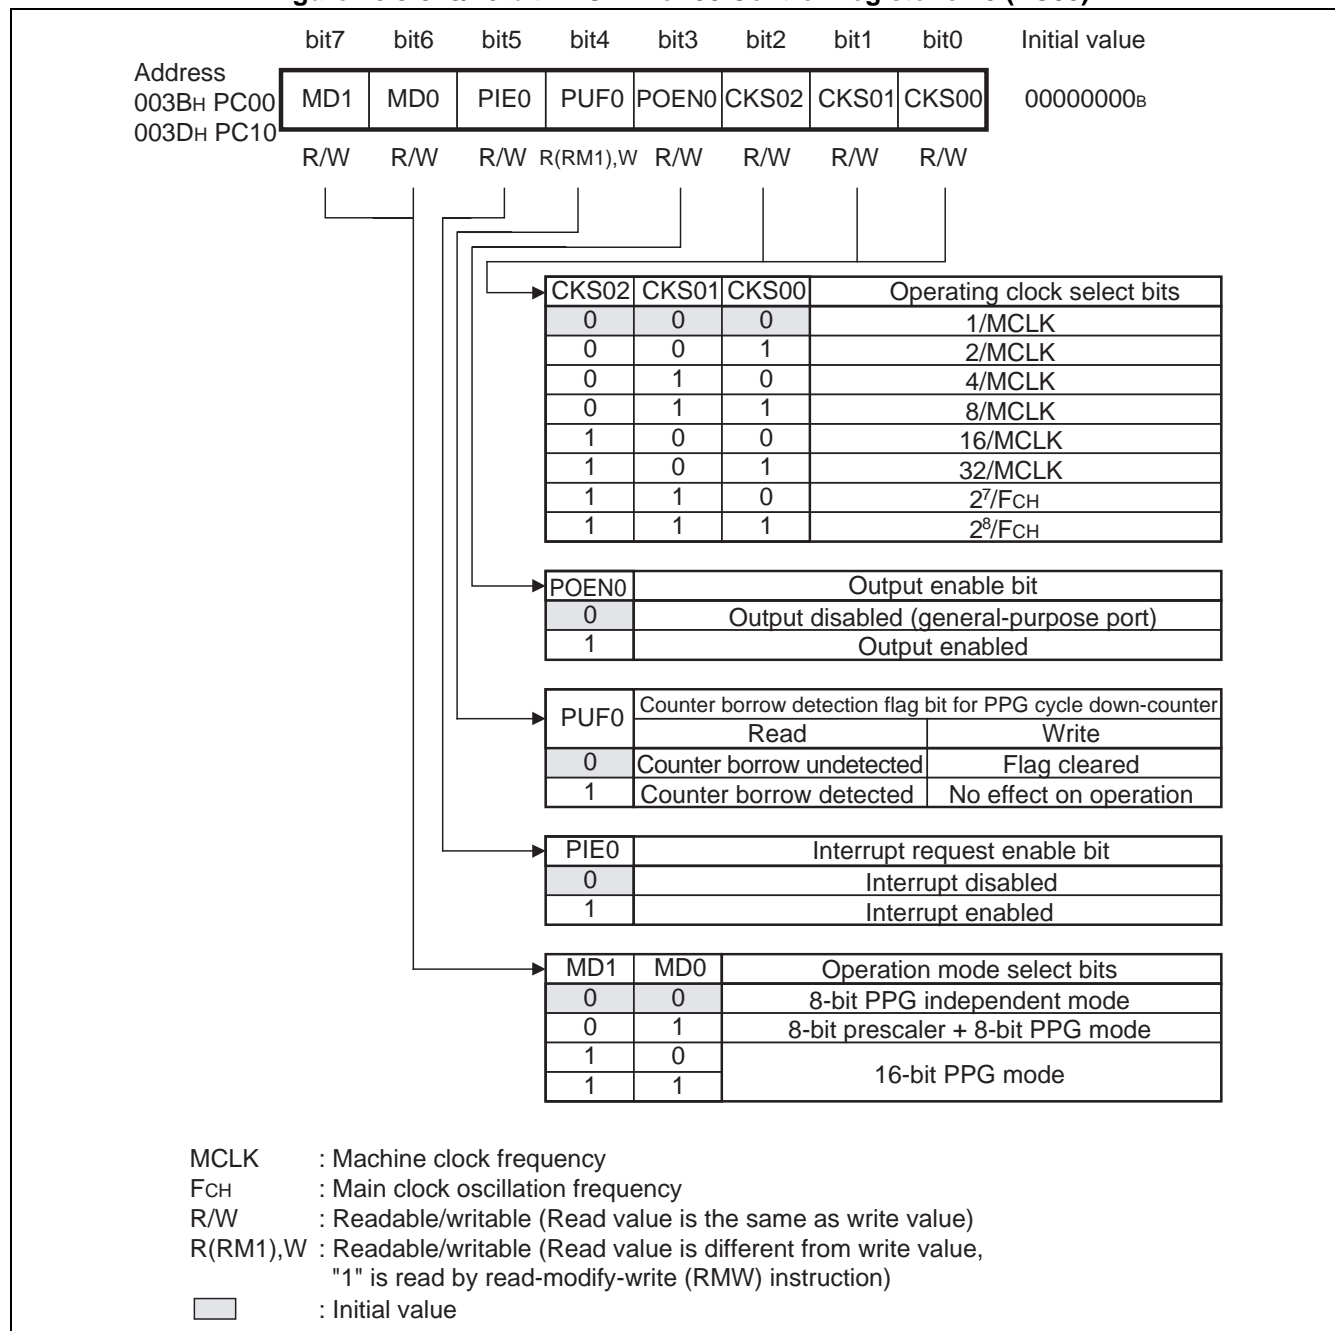 bit7 bit6 bit5 bit4 bit3 bit2 bit1 bit0 Initial value
Address
003BH PC00 MD1 MD0 PIE0 PUF0 POEN0 CKS02 CKS01 CKS00 00000000B
003DH PC10
R/W R/W R/W R(RM1),W R/W R/W R/W R/W
CKS02 CKS01 CKS00 Operating clock select bits
0 0 0 1/MCLK
0 0 1 2/MCLK
0 1 0 4/MCLK
0 1 1 8/MCLK
1 0 0 16/MCLK
1 0 1 32/MCLK
1 1 0 2⁷/FCH
1 1 1 2⁸/FCH
POEN0 Output enable bit
0 Output disabled (general-purpose port)
1 Output enabled
PUF0 Counter borrow detection flag bit for PPG cycle down-counter
Read Write
0 Counter borrow undetected Flag cleared
1 Counter borrow detected No effect on operation
PIE0 Interrupt request enable bit
0 Interrupt disabled
1 Interrupt enabled
MD1 MD0 Operation mode select bits
0 0 8-bit PPG independent mode
0 1 8-bit prescaler + 8-bit PPG mode
1 0 16-bit PPG mode
1 1
MCLK : Machine clock frequency
FCH : Main clock oscillation frequency
R/W : Readable/writable (Read value is the same as write value)
R(RM1),W : Readable/writable (Read value is different from write value,
"1" is read by read-modify-write (RMW) instruction)
: Initial value